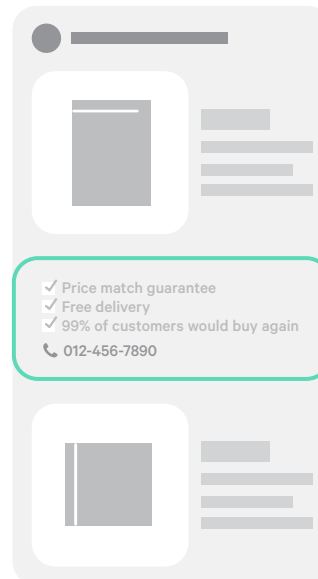 Price match guarantee
Free delivery
99% of customers would buy again
012-456-7890